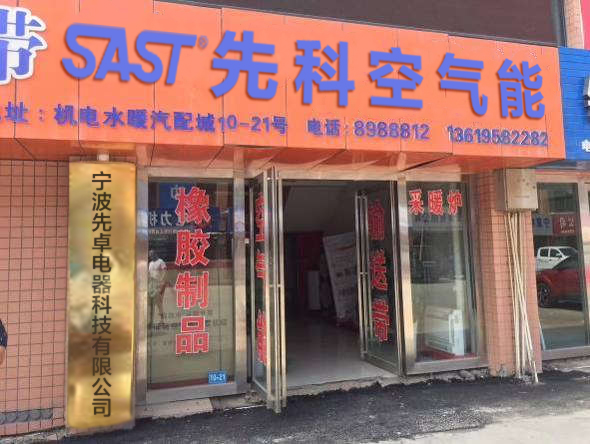 带 SAST® 先科空气能
址：机电水暖汽配城10-21号 电话：8988812 13619582282
宁波先卓电器科技有限公司
橡胶制品
输送带
采暖炉
10-21